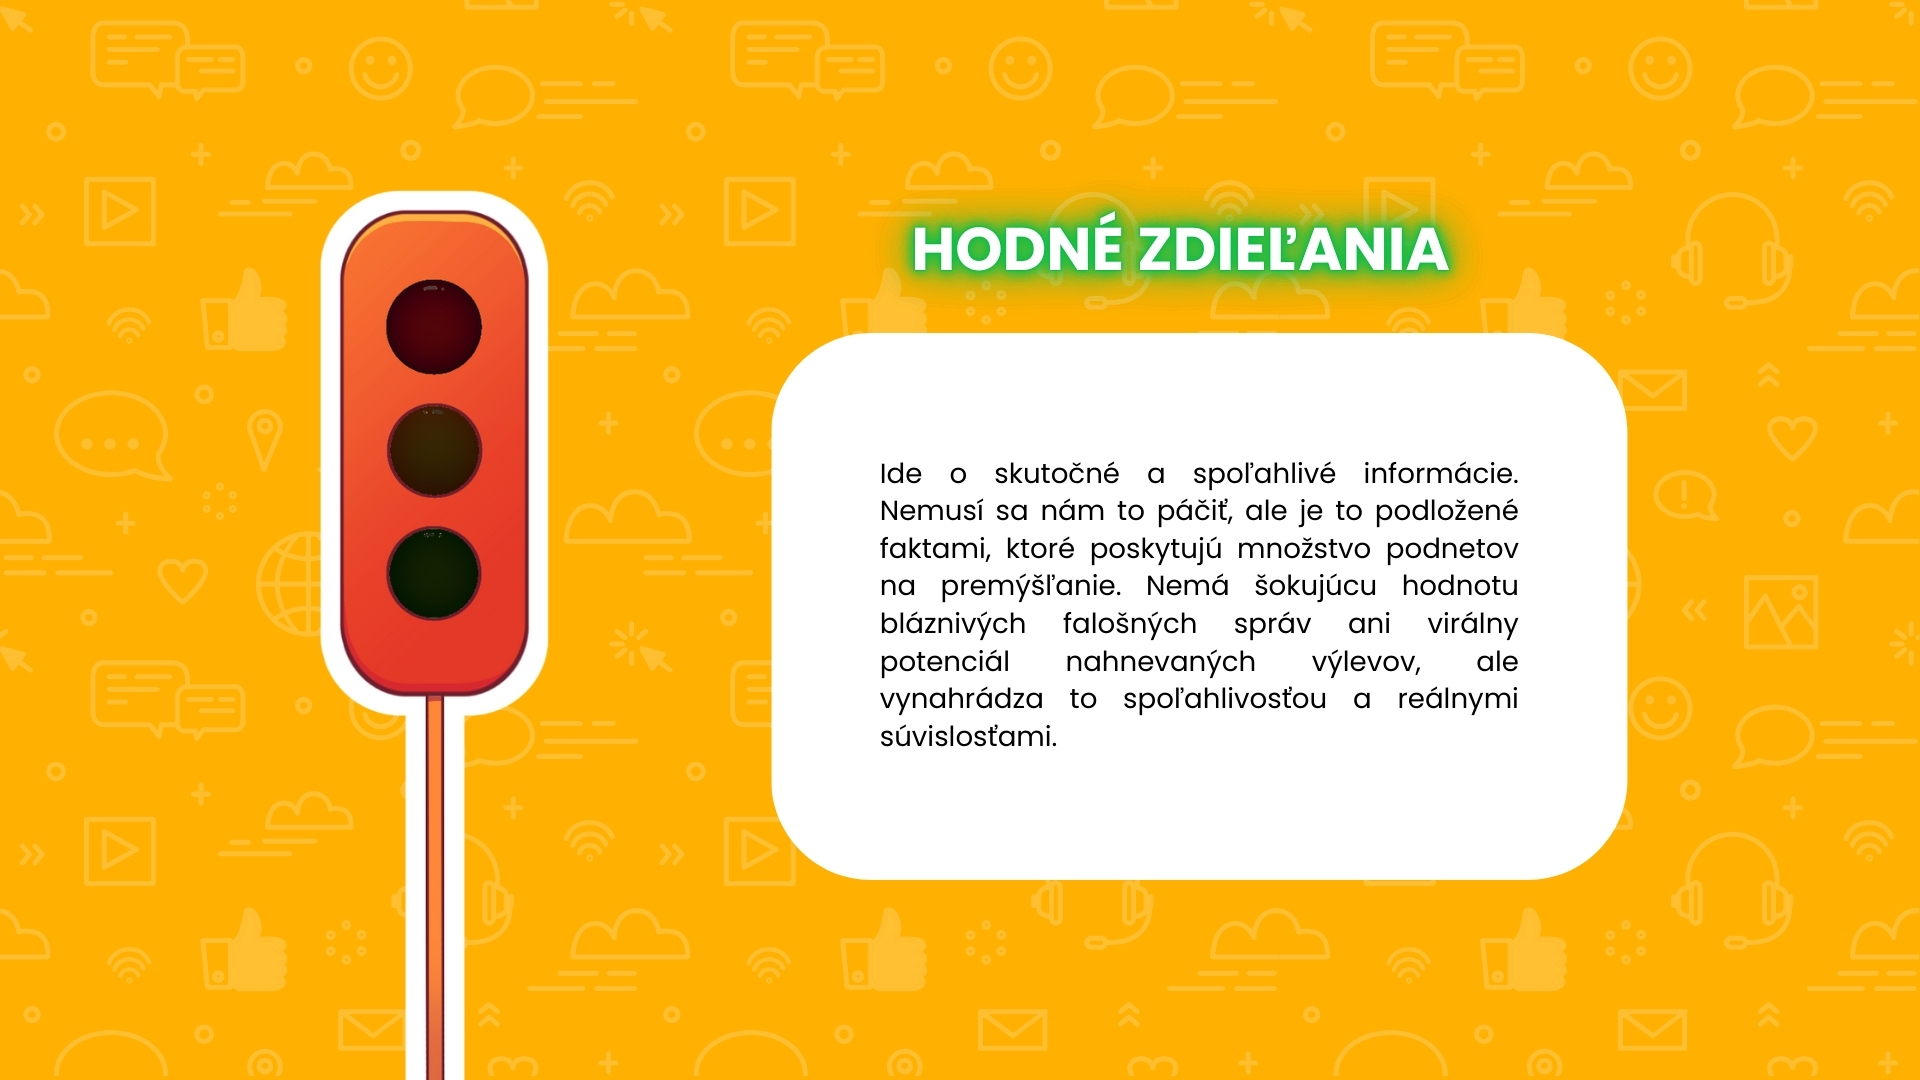 HODNÉ ZDIEĽANIA
Ide o skutočné a spoľahlivé informácie.
Nemusí sa nám to páčiť, ale je to podložené
faktami, ktoré poskytujú množstvo podnetov
na premýšľanie. Nemá šokujúcu hodnotu
bláznivých falošných správ ani virálny
potenciál nahnevaných výlevov, ale
vynahrádza to spoľahlivosťou a reálnymi
súvislosťami.